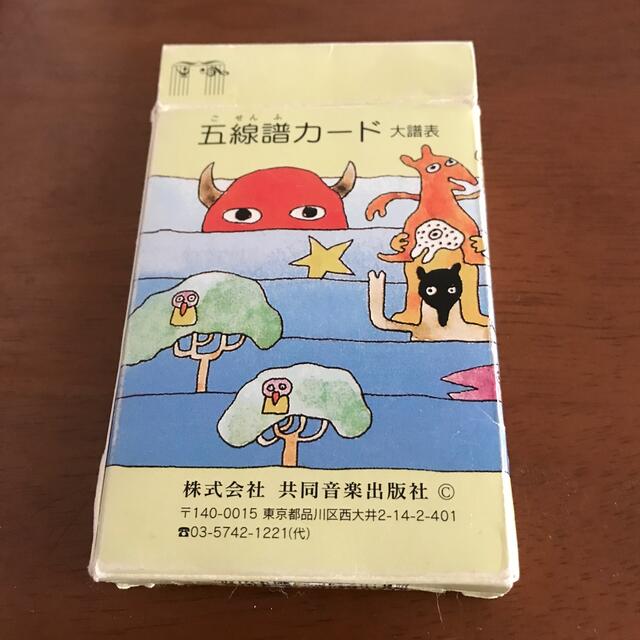 ごせんふ
五線譜カード 大譜表
株式会社 共同音楽出版社 ©
〒140-0015 東京都品川区西大井2-14-2-401
☎03-5742-1221(代)